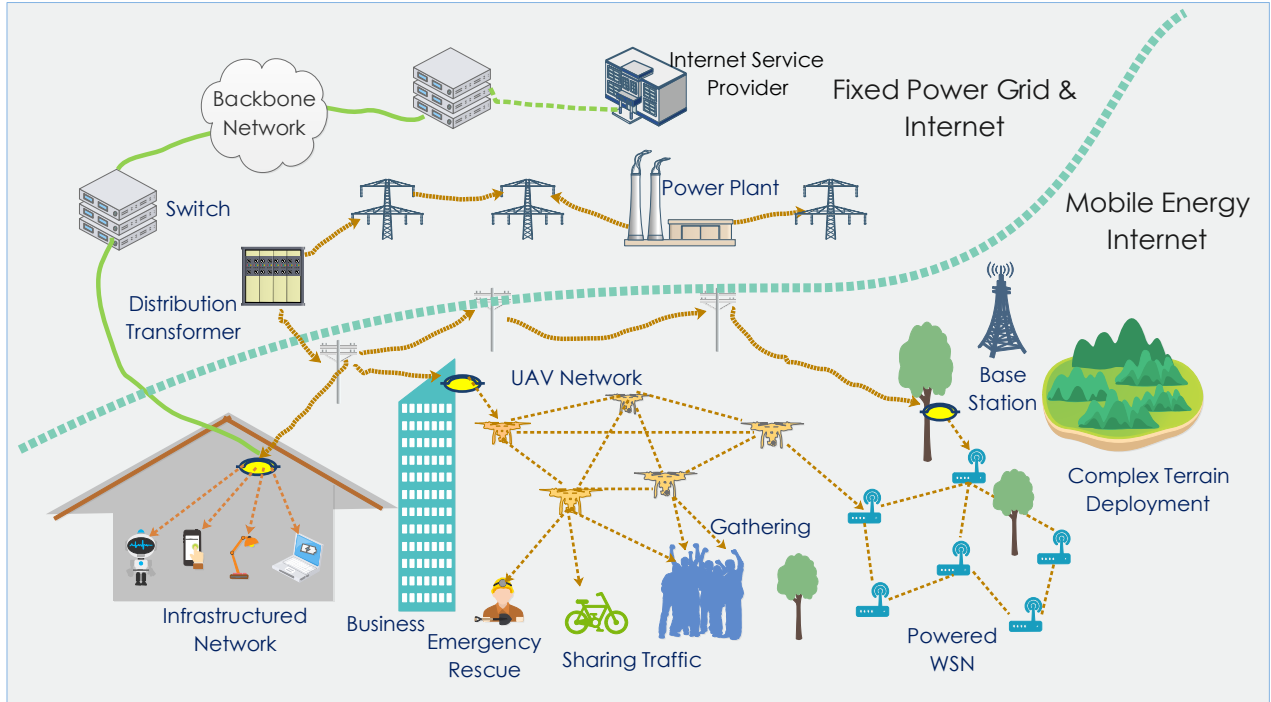 Internet Service
Provider
Fixed Power Grid &
Internet
Backbone
Network
Switch
Power Plant
Mobile Energy
Internet
Distribution
Transformer
UAV Network
Base
Station
Complex Terrain
Deployment
Gathering
Infrastructured
Network
Business
Emergency
Rescue
Sharing Traffic
Powered
WSN